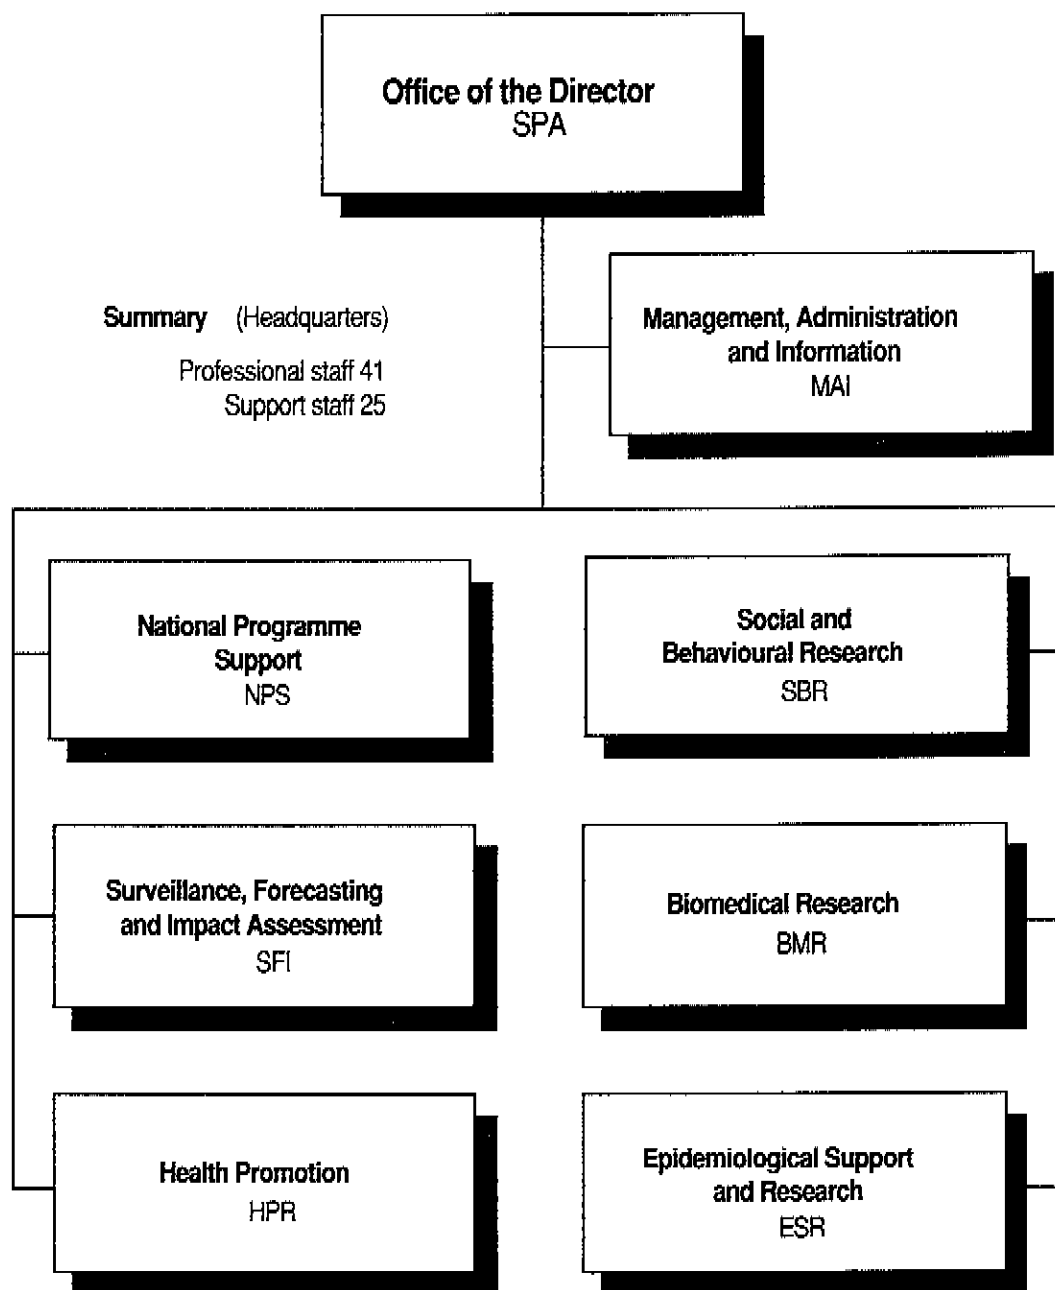 Office of the Director
SPA
Management, Administration
and Information
MAI
Summary (Headquarters)
Professional staff 41
Support staff 25
National Programme
Support
NPS
Social and
Behavioural Research
SBR
Surveillance, Forecasting
and Impact Assessment
SFI
Biomedical Research
BMR
Health Promotion
HPR
Epidemiological Support
and Research
ESR